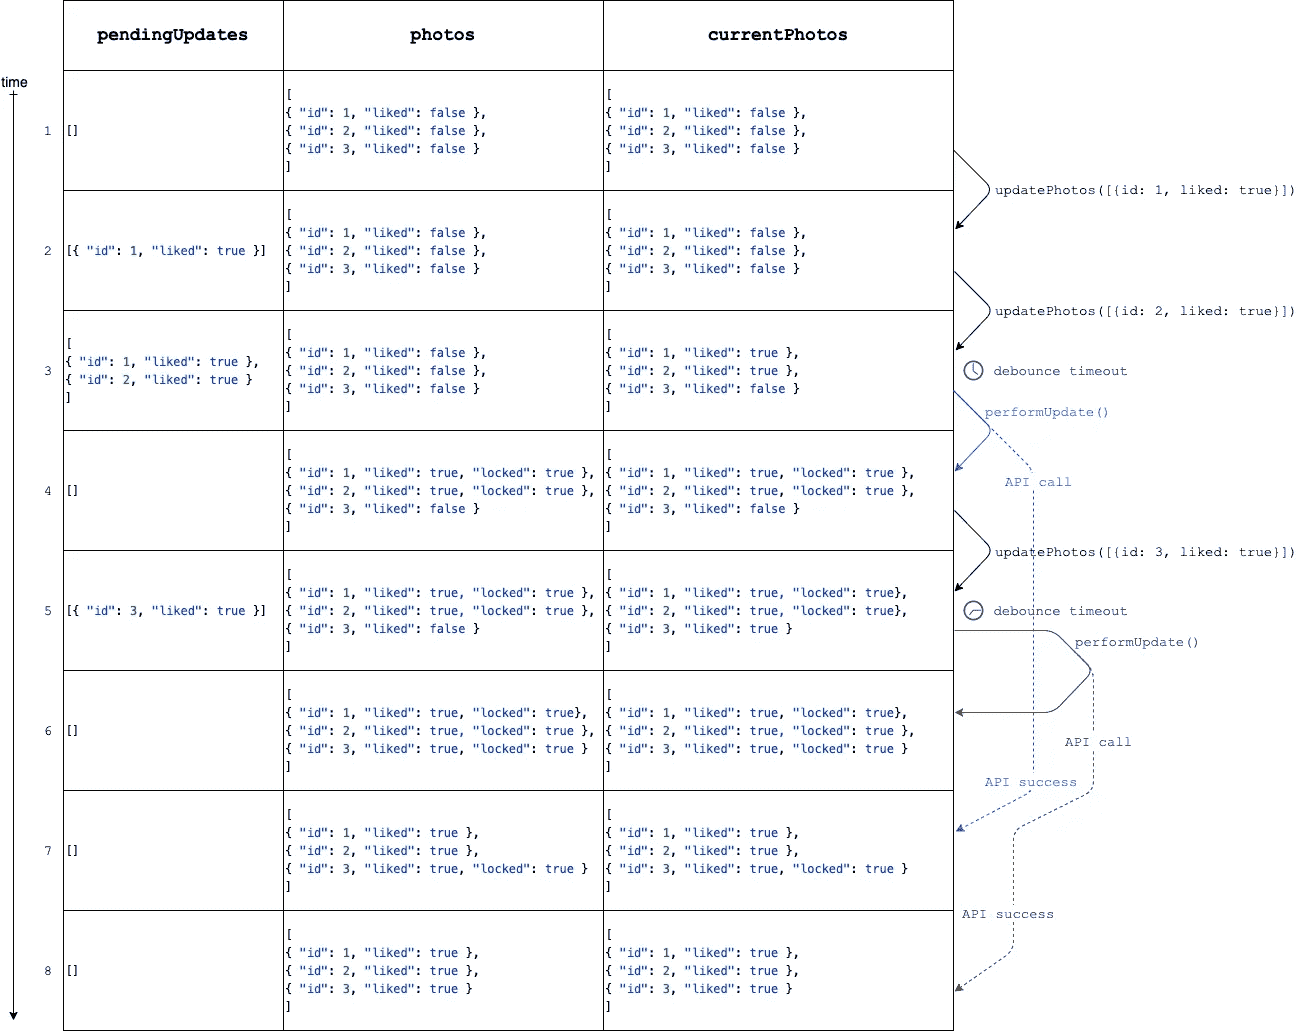 pendingUpdates
photos
currentPhotos
time
1
[]
[
{ "id": 1, "liked": false },
{ "id": 2, "liked": false },
{ "id": 3, "liked": false }
]
[
{ "id": 1, "liked": false },
{ "id": 2, "liked": false },
{ "id": 3, "liked": false }
]
updatePhotos([{id: 1, liked: true}])
2
[{ "id": 1, "liked": true }]
[
{ "id": 1, "liked": false },
{ "id": 2, "liked": false },
{ "id": 3, "liked": false }
]
[
{ "id": 1, "liked": false },
{ "id": 2, "liked": false },
{ "id": 3, "liked": false }
]
updatePhotos([{id: 2, liked: true}])
3
[
{ "id": 1, "liked": true },
{ "id": 2, "liked": true }
]
[
{ "id": 1, "liked": false },
{ "id": 2, "liked": false },
{ "id": 3, "liked": false }
]
[
{ "id": 1, "liked": true },
{ "id": 2, "liked": true },
{ "id": 3, "liked": false }
]
debounce timeout
performUpdate()
4
[]
[
{ "id": 1, "liked": true, "locked": true },
{ "id": 2, "liked": true, "locked": true },
{ "id": 3, "liked": false }
]
[
{ "id": 1, "liked": true, "locked": true },
{ "id": 2, "liked": true, "locked": true },
{ "id": 3, "liked": false }
]
API call
updatePhotos([{id: 3, liked: true}])
5
[{ "id": 3, "liked": true }]
[
{ "id": 1, "liked": true, "locked": true },
{ "id": 2, "liked": true, "locked": true },
{ "id": 3, "liked": false }
]
[
{ "id": 1, "liked": true, "locked": true},
{ "id": 2, "liked": true, "locked": true},
{ "id": 3, "liked": true }
]
debounce timeout
performUpdate()
6
[]
[
{ "id": 1, "liked": true, "locked": true},
{ "id": 2, "liked": true, "locked": true },
{ "id": 3, "liked": true, "locked": true }
]
[
{ "id": 1, "liked": true, "locked": true},
{ "id": 2, "liked": true, "locked": true },
{ "id": 3, "liked": true, "locked": true }
]
API call
API success
7
[]
[
{ "id": 1, "liked": true },
{ "id": 2, "liked": true },
{ "id": 3, "liked": true, "locked": true }
]
[
{ "id": 1, "liked": true },
{ "id": 2, "liked": true },
{ "id": 3, "liked": true, "locked": true }
]
API success
8
[]
[
{ "id": 1, "liked": true },
{ "id": 2, "liked": true },
{ "id": 3, "liked": true }
]
[
{ "id": 1, "liked": true },
{ "id": 2, "liked": true },
{ "id": 3, "liked": true }
]